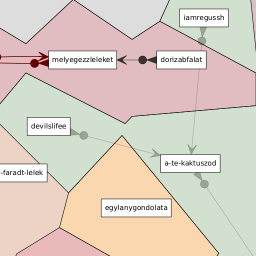 iamregussh
melyegezzleleket
dorizabfalat
devilslifee
a-te-kaktuszod
-faradt-lelek
egylanygondolata